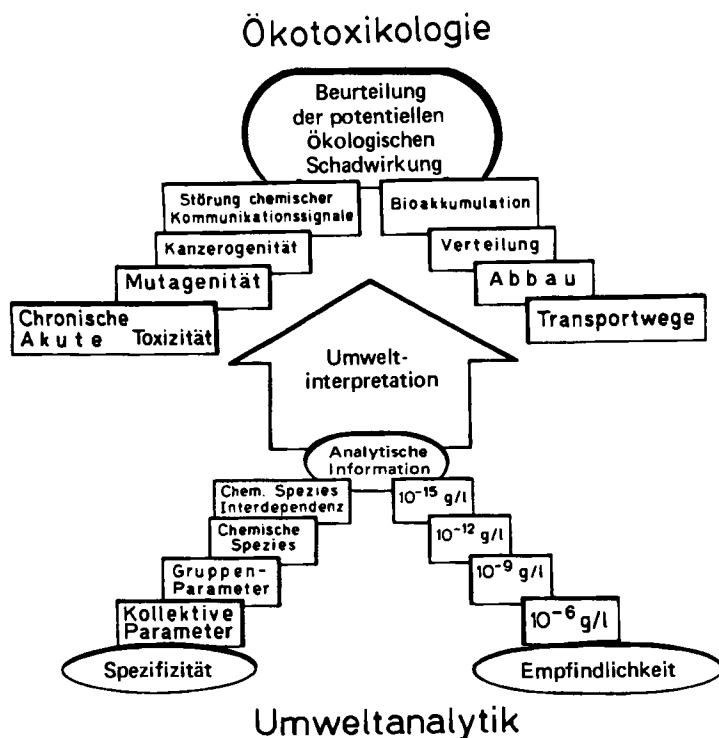 Ökotoxikologie
Beurteilung
der potentiellen
Ökologischen
Schadwirkung
Störung chemischer
Kommunikationssignale
Bioakkumulation
Kanzerogenität
Verteilung
Mutagenität
Abbau
Chronische
Akute Toxizität
Transportwege
Umwelt-
interpretation
Analytische
Information
Chem. Spezies
Interdependenz
10⁻¹⁵ g/l
Chemische
Spezies
10⁻¹² g/l
Gruppen-
Parameter
10⁻⁹ g/l
Kollektive
Parameter
10⁻⁶ g/l
Spezifizität
Empfindlichkeit
Umweltanalytik